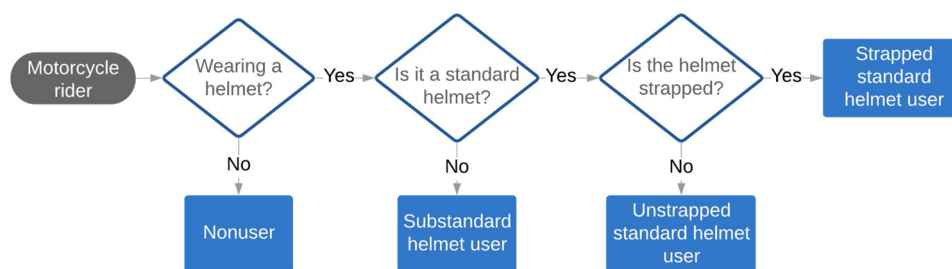 Motorcycle
rider
Wearing a
helmet?
Yes
Is it a standard
helmet?
Yes
Is the helmet
strapped?
Yes
Strapped
standard
helmet user
No
No
No
Nonuser
Substandard
helmet user
Unstrapped
standard helmet
user